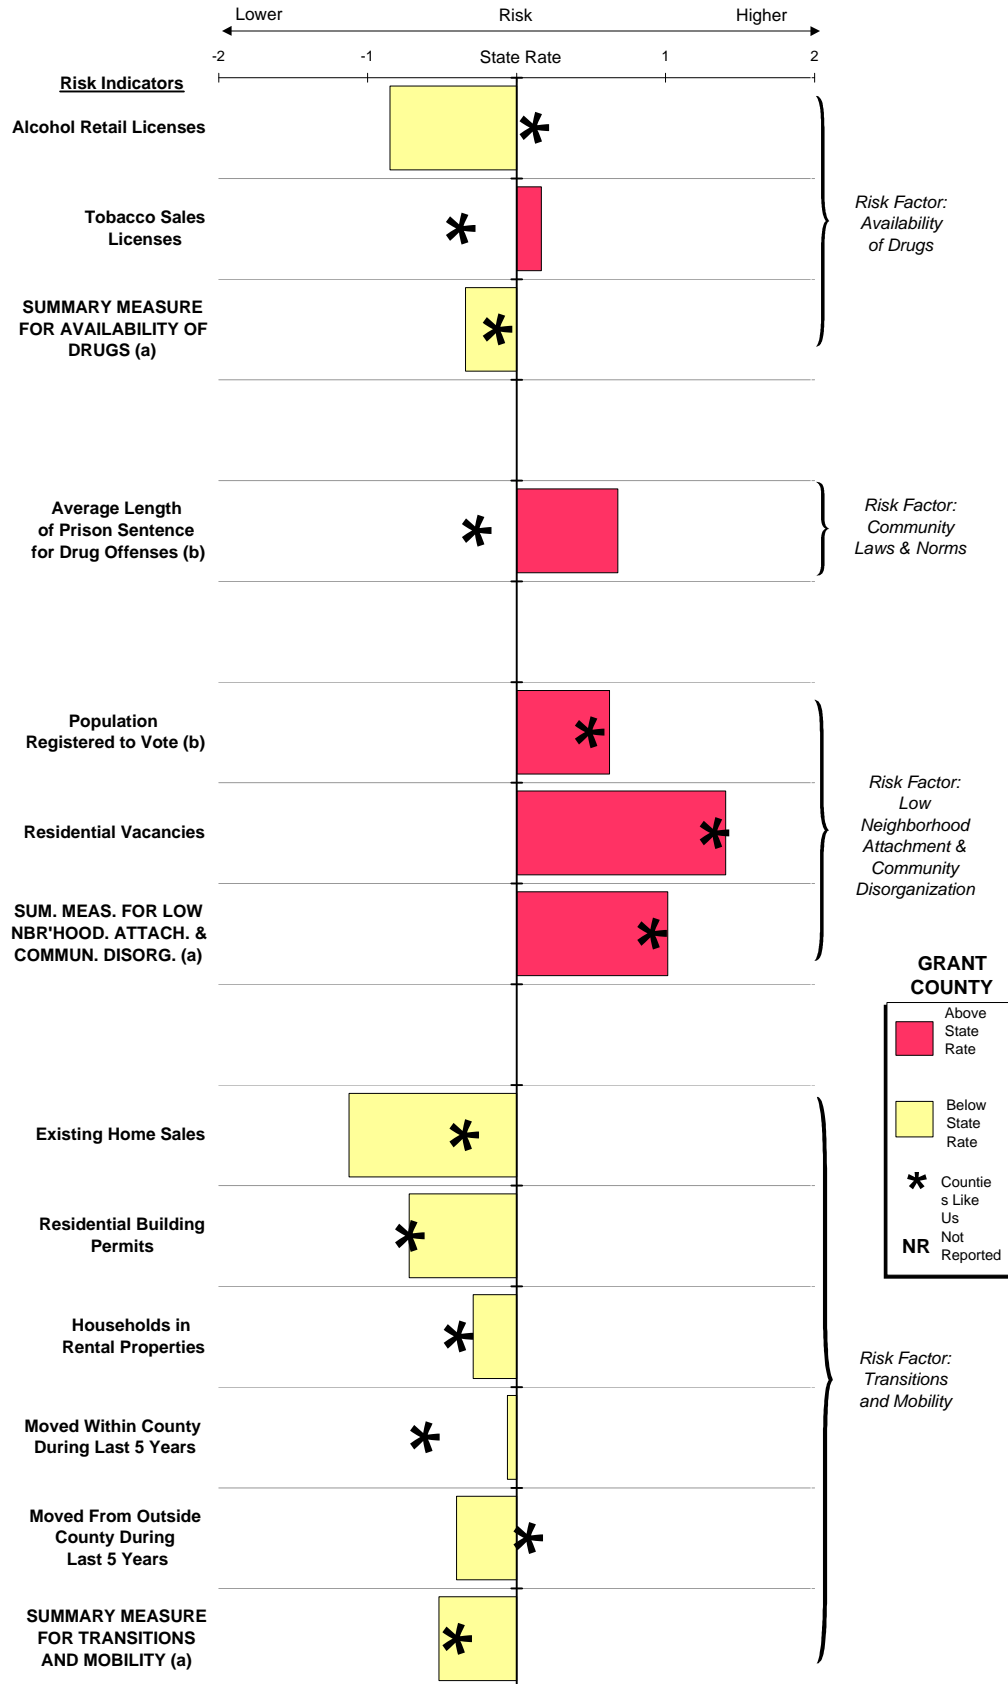 Lower Risk Higher
-2 -1 State Rate 1 2
Risk Indicators
Alcohol Retail Licenses
Tobacco Sales
Licenses
SUMMARY MEASURE
FOR AVAILABILITY OF
DRUGS (a)
Risk Factor:
Availability
of Drugs
Average Length
of Prison Sentence
for Drug Offenses (b)
Risk Factor:
Community
Laws & Norms
Population
Registered to Vote (b)
Residential Vacancies
SUM. MEAS. FOR LOW
NBR'HOOD. ATTACH. &
COMMUN. DISORG. (a)
Risk Factor:
Low
Neighborhood
Attachment &
Community
Disorganization
GRANT
COUNTY
Above
State
Rate
Below
State
Rate
* Countie
s Like
Us
NR Not
Reported
Existing Home Sales
Residential Building
Permits
Households in
Rental Properties
Moved Within County
During Last 5 Years
Moved From Outside
County During
Last 5 Years
SUMMARY MEASURE
FOR TRANSITIONS
AND MOBILITY (a)
Risk Factor:
Transitions
and Mobility